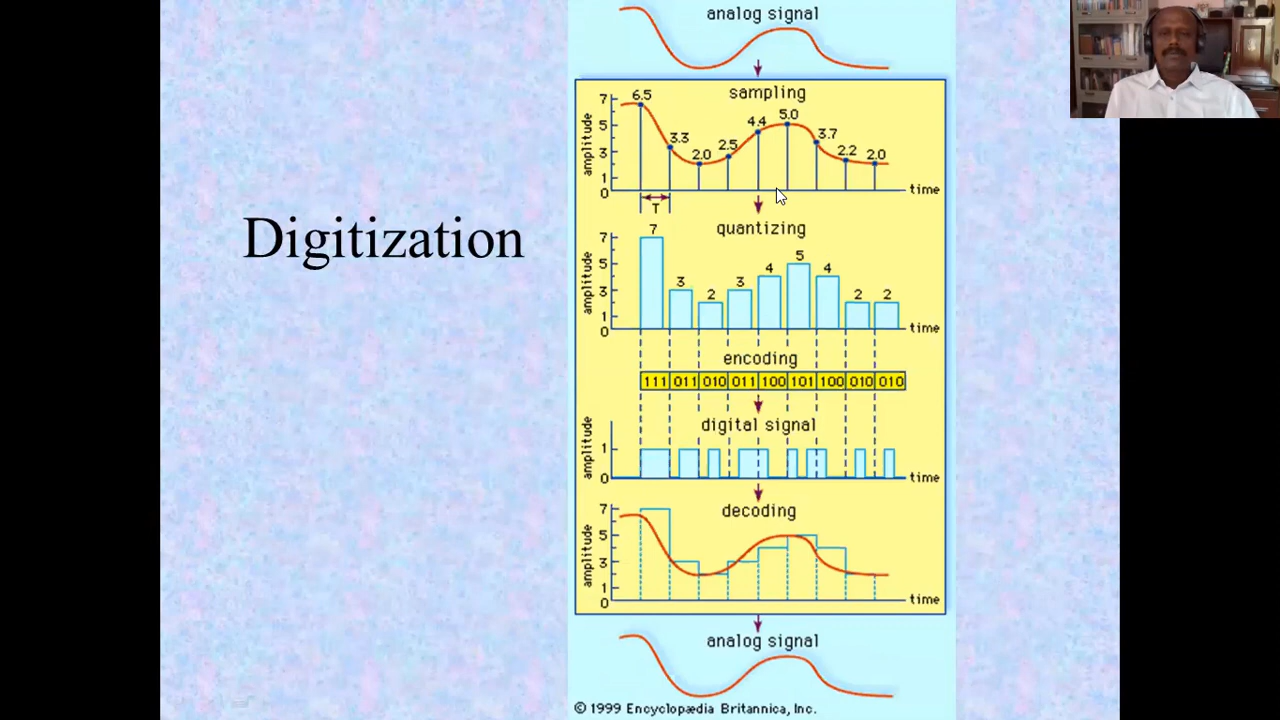 Digitization
analog signal
sampling
amplitude
7
5
3
1
0
6.5
3.3
2.0
2.5
4.4
5.0
3.7
2.2
2.0
time
T
quantizing
amplitude
7
5
3
1
0
7
3
2
3
4
5
4
2
2
time
encoding
111 011 010 011 100 101 100 010 010
digital signal
amplitude
1
0
time
decoding
amplitude
7
5
3
1
0
time
analog signal
© 1999 Encyclopædia Britannica, Inc.